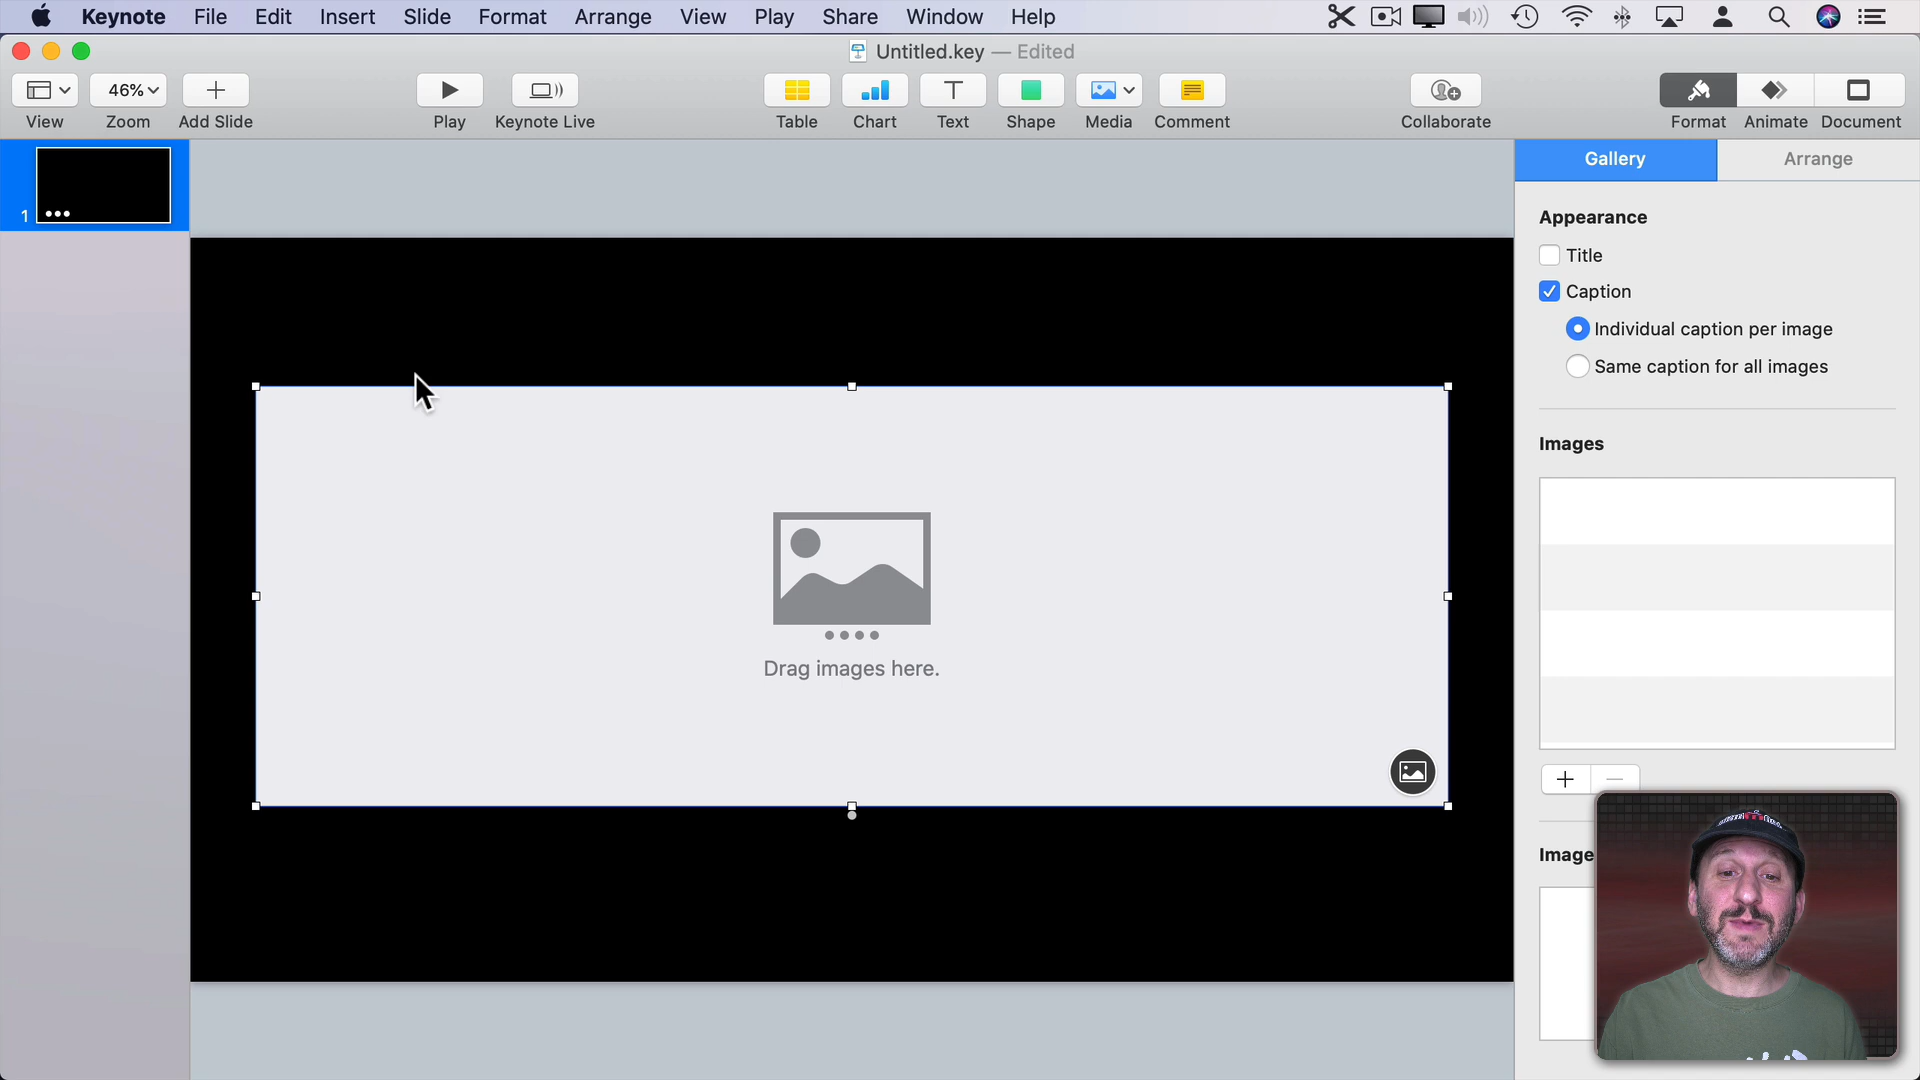 Keynote File Edit Insert Slide Format Arrange View Play Share Window Help
Untitled.key — Edited
46%
View Zoom Add Slide Play Keynote Live Table Chart Text Shape Media Comment Collaborate Format Animate Document
Gallery Arrange
1
Appearance
Title
Caption
Individual caption per image
Same caption for all images
Images
Drag images here.
Image